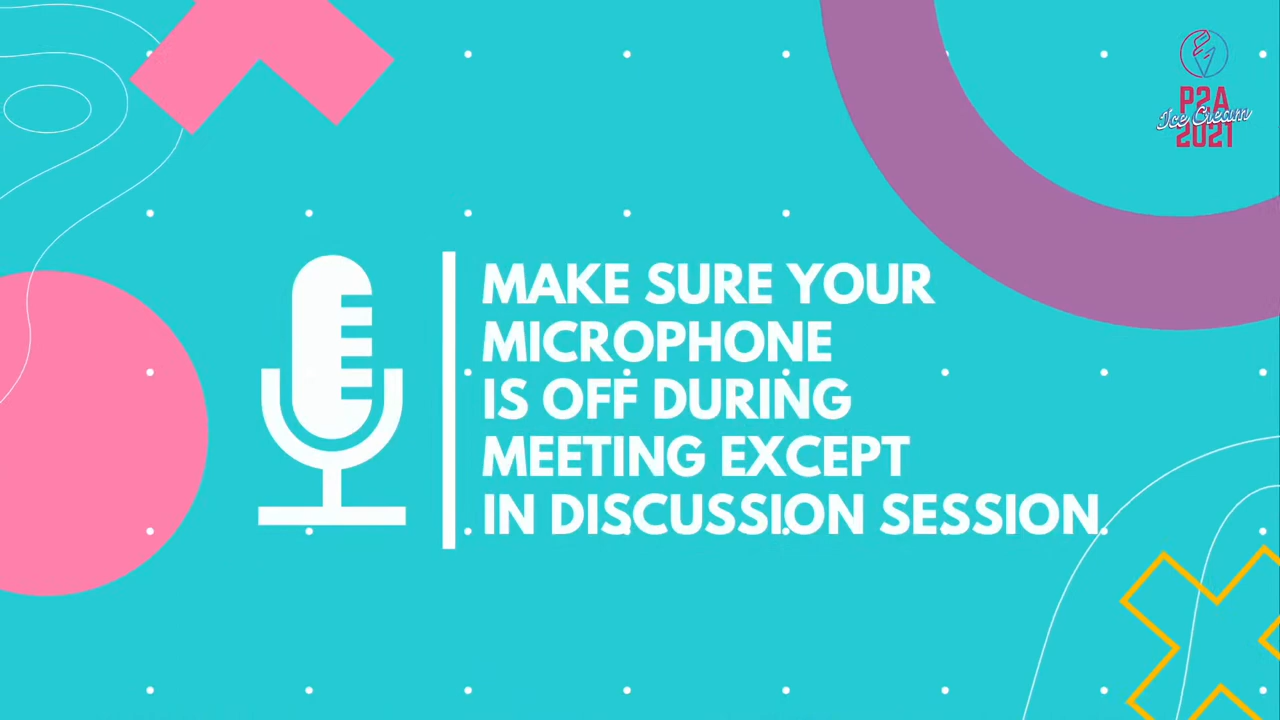 P2A
Ice Cream
2021
MAKE SURE YOUR
MICROPHONE
IS OFF DURING
MEETING EXCEPT
IN DISCUSSION SESSION